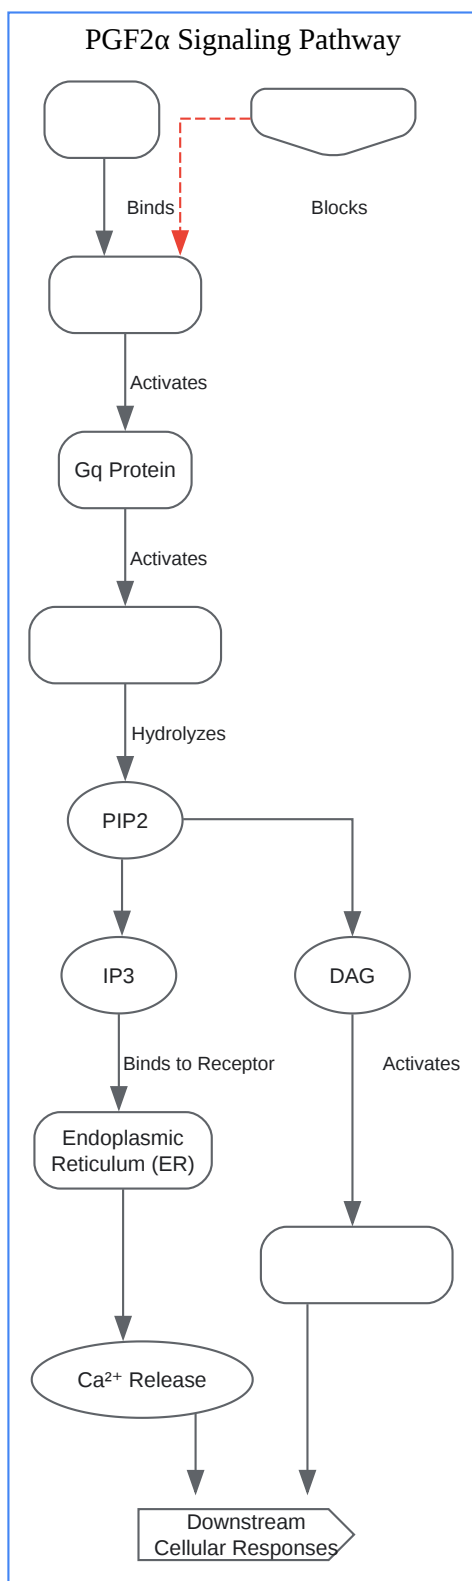 PGF2α Signaling Pathway
Binds
Blocks
Activates
Gq Protein
Activates
Hydrolyzes
PIP2
IP3
DAG
Binds to Receptor
Activates
Endoplasmic
Reticulum (ER)
Ca²⁺ Release
Downstream
Cellular Responses